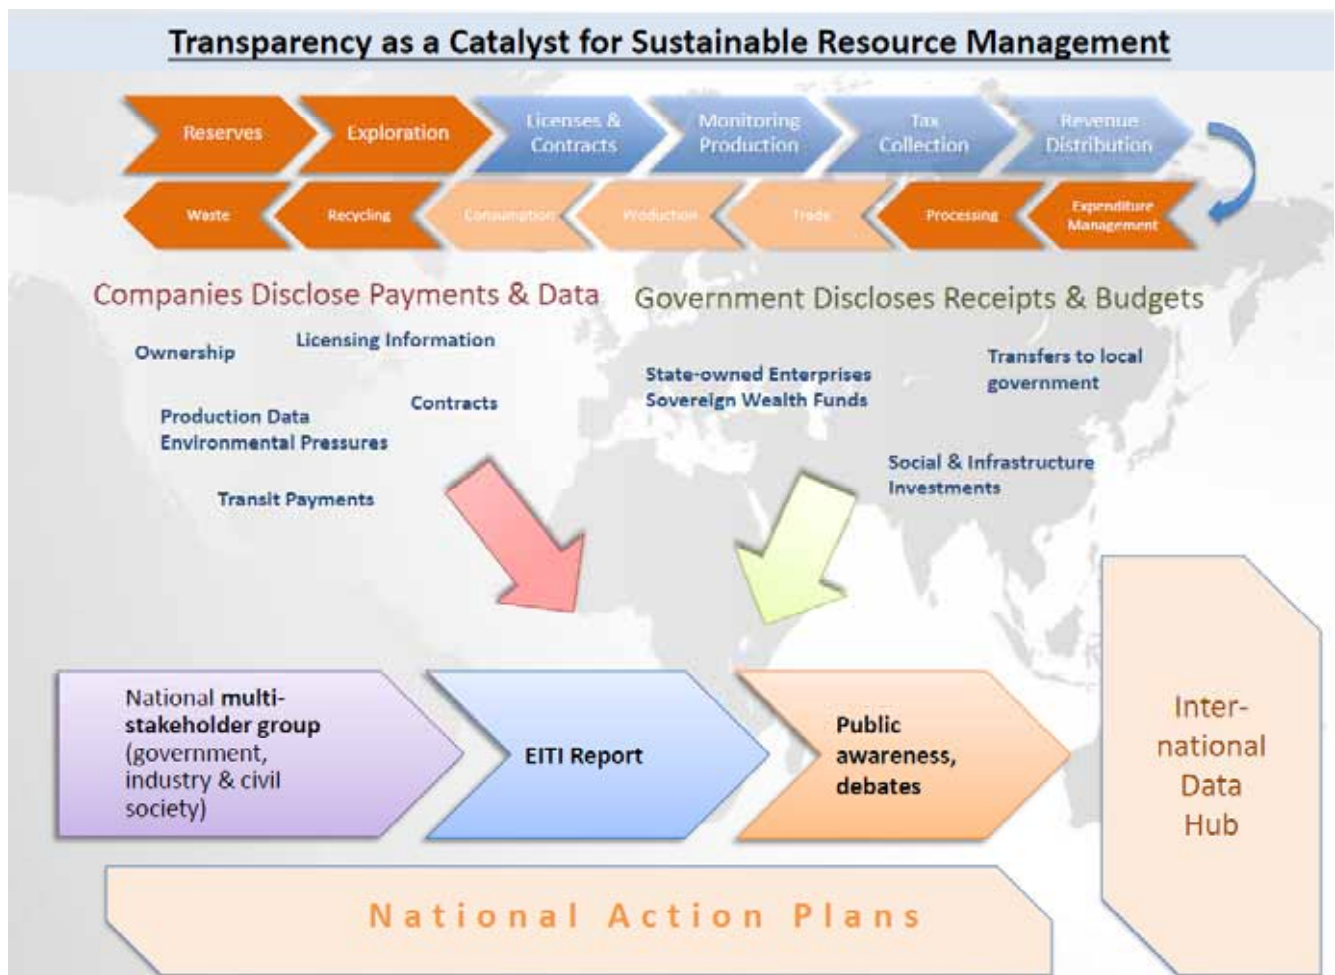 Transparency as a Catalyst for Sustainable Resource Management
Reserves
Exploration
Licenses &
Contracts
Monitoring
Production
Tax
Collection
Revenue
Distribution
Waste
Recycling
Consumption
Production
Trade
Processing
Expenditure
Management
Companies Disclose Payments & Data
Government Discloses Receipts & Budgets
Ownership
Licensing Information
Contracts
Production Data
Environmental Pressures
Transit Payments
State-owned Enterprises
Sovereign Wealth Funds
Transfers to local
government
Social & Infrastructure
Investments
National multi-
stakeholder group
(government,
industry & civil
society)
EITI Report
Public
awareness,
debates
Inter-
national
Data
Hub
National Action Plans